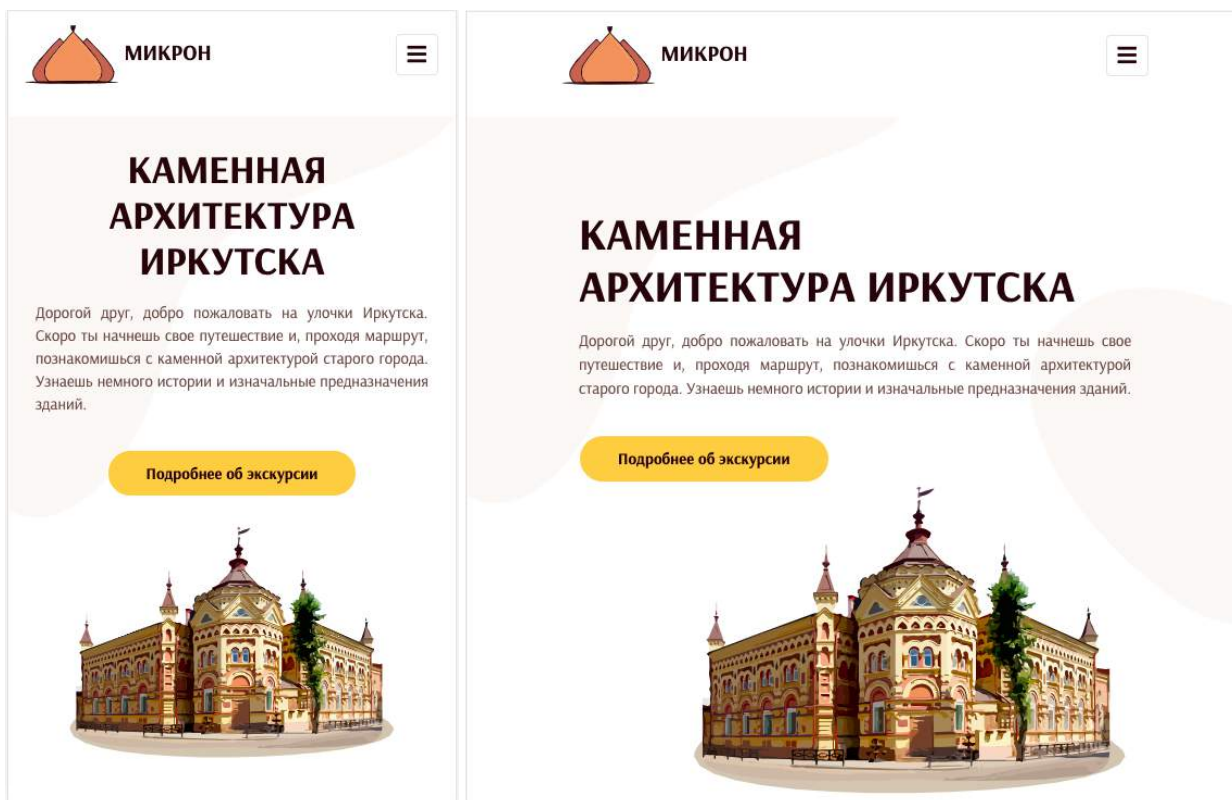 МИКРОН
КАМЕННАЯ
АРХИТЕКТУРА
ИРКУТСКА
Дорогой друг, добро пожаловать на улочки Иркутска.
Скоро ты начнешь свое путешествие и, проходя маршрут,
познакомишься с каменной архитектурой старого города.
Узнаешь немного истории и изначальные предназначения
зданий.
Подробнее об экскурсии
МИКРОН
КАМЕННАЯ
АРХИТЕКТУРА ИРКУТСКА
Дорогой друг, добро пожаловать на улочки Иркутска. Скоро ты начнешь свое
путешествие и, проходя маршрут, познакомишься с каменной архитектурой
старого города. Узнаешь немного истории и изначальные предназначения зданий.
Подробнее об экскурсии